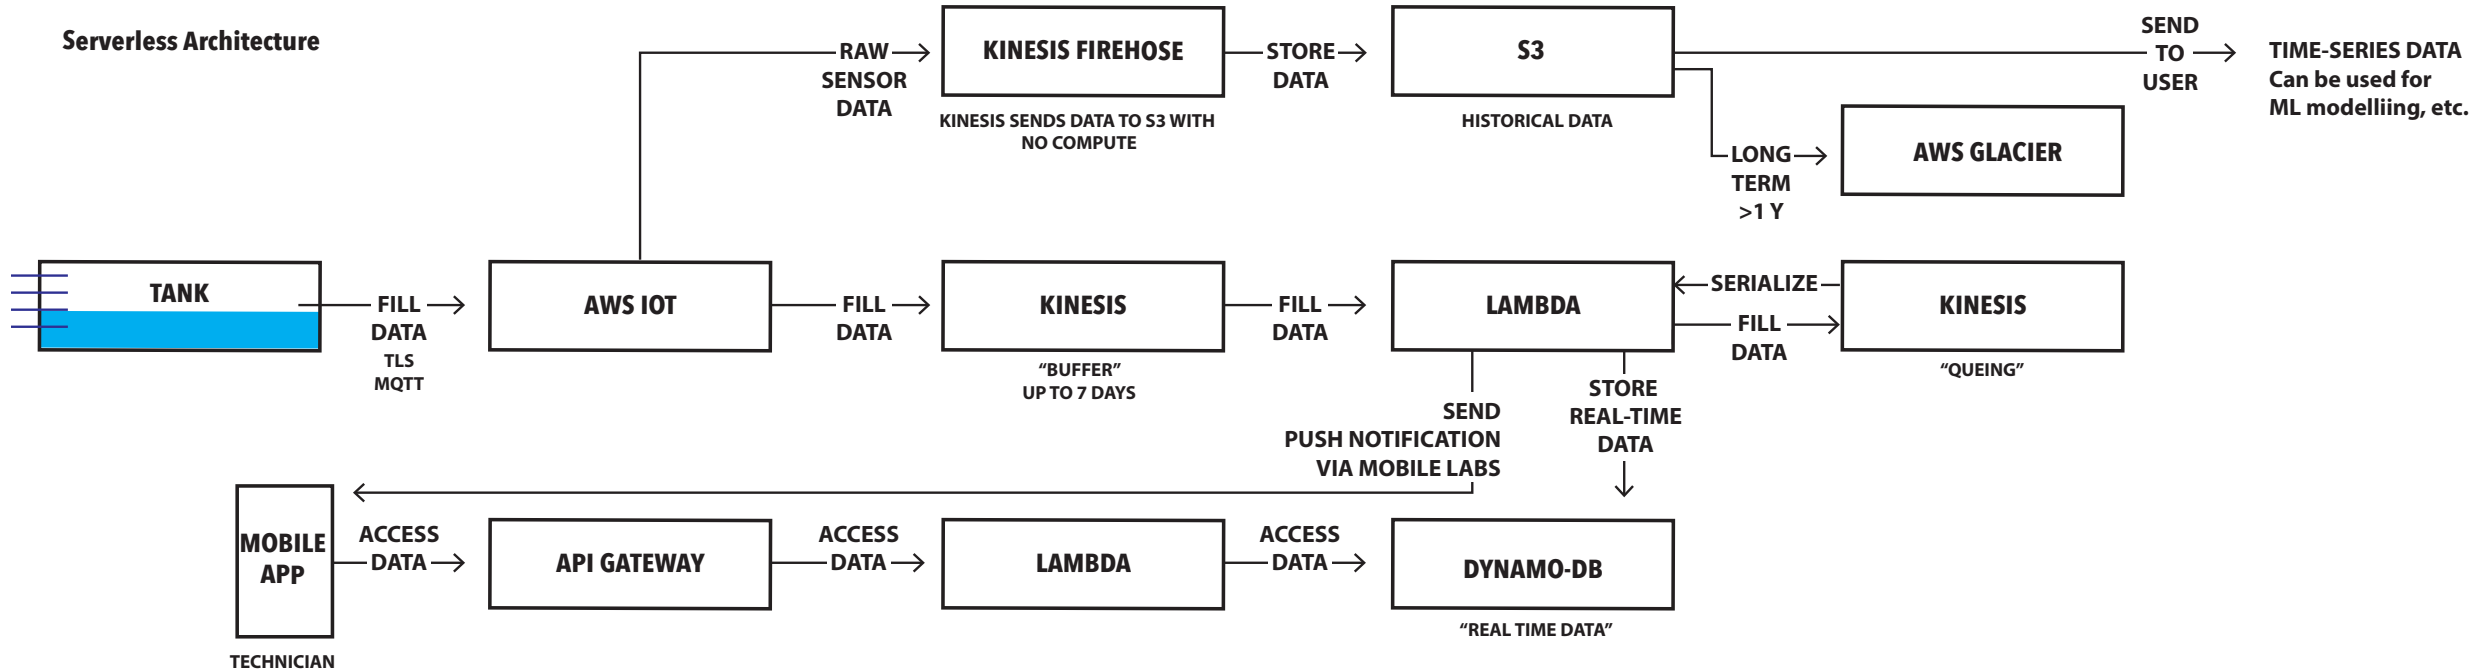 Serverless Architecture
RAW
SENSOR
DATA
KINESIS FIREHOSE
KINESIS SENDS DATA TO S3 WITH
NO COMPUTE
STORE
DATA
S3
HISTORICAL DATA
SEND
TO
USER
TIME-SERIES DATA
Can be used for
ML modelliing, etc.
LONG
TERM
>1 Y
AWS GLACIER
TANK
FILL
DATA
TLS
MQTT
AWS IOT
FILL
DATA
KINESIS
“BUFFER”
UP TO 7 DAYS
FILL
DATA
LAMBDA
SERIALIZE
FILL
DATA
KINESIS
“QUEING”
SEND
PUSH NOTIFICATION
VIA MOBILE LABS
STORE
REAL-TIME
DATA
MOBILE
APP
TECHNICIAN
ACCESS
DATA
API GATEWAY
ACCESS
DATA
LAMBDA
ACCESS
DATA
DYNAMO-DB
“REAL TIME DATA”